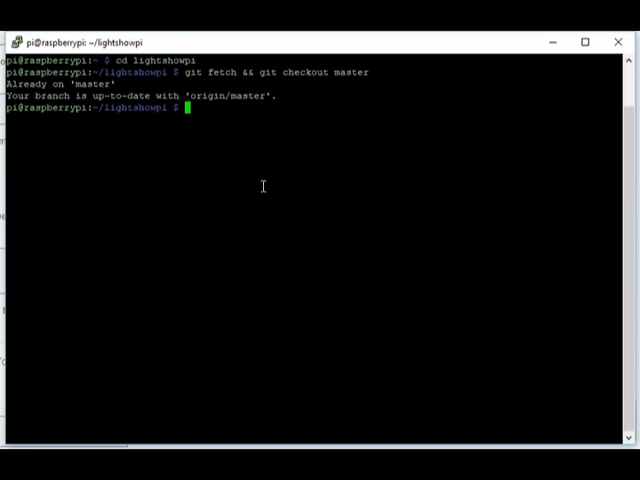 pi@raspberrypi: ~/lightshowpi
pi@raspberrypi:~ $ cd lightshowpi
pi@raspberrypi:~/lightshowpi $ git fetch && git checkout master
Already on 'master'
Your branch is up-to-date with 'origin/master'.
pi@raspberrypi:~/lightshowpi $